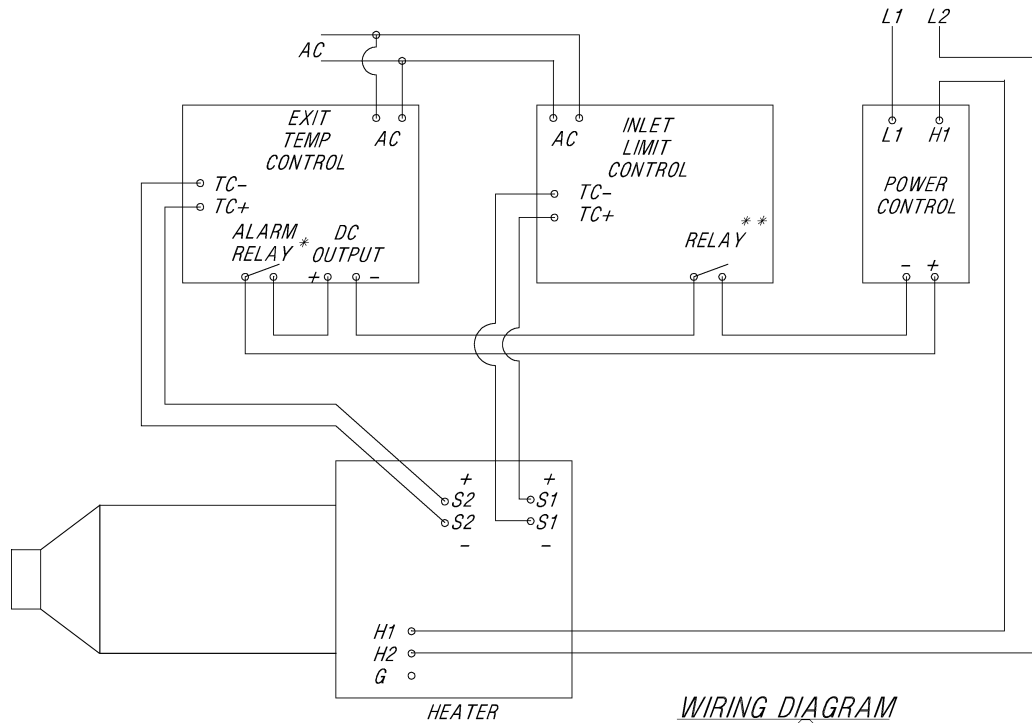 L1 L2
AC
EXIT
TEMP
CONTROL
AC
TC-
TC+
ALARM
RELAY *
DC
OUTPUT
+ -
INLET
LIMIT
CONTROL
AC
TC-
TC+
RELAY **
L1 H1
POWER
CONTROL
- +
+ +
S2 S1
S2 S1
- -
H1
H2
G
HEATER
WIRING DIAGRAM